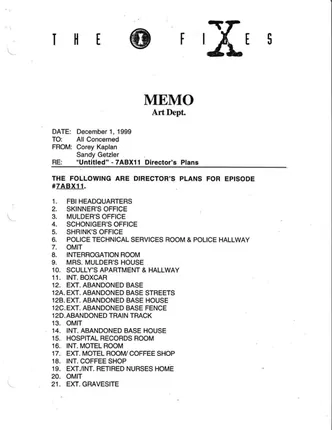 THE X FILES
MEMO
Art Dept.
DATE: December 1, 1999
TO: All Concerned
FROM: Corey Kaplan
Sandy Getzler
RE: "Untitled" - 7ABX11 Director's Plans
THE FOLLOWING ARE DIRECTOR'S PLANS FOR EPISODE
#7ABX11.
1. FBI HEADQUARTERS
2. SKINNER'S OFFICE
3. MULDER'S OFFICE
4. SCHONIGER'S OFFICE
5. SHRINK'S OFFICE
6. POLICE TECHNICAL SERVICES ROOM & POLICE HALLWAY
7. OMIT
8. INTERROGATION ROOM
9. MRS. MULDER'S HOUSE
10. SCULLY'S APARTMENT & HALLWAY
11. INT. BOXCAR
12. EXT. ABANDONED BASE
12A. EXT. ABANDONED BASE STREETS
12B. EXT. ABANDONED BASE HOUSE
12C. EXT. ABANDONED BASE FENCE
12D. ABANDONED TRAIN TRACK
13. OMIT
14. INT. ABANDONED BASE HOUSE
15. HOSPITAL RECORDS ROOM
16. INT. MOTEL ROOM
17. EXT. MOTEL ROOM/ COFFEE SHOP
18. INT. COFFEE SHOP
19. EXT./INT. RETIRED NURSES HOME
20. OMIT
21. EXT. GRAVESITE